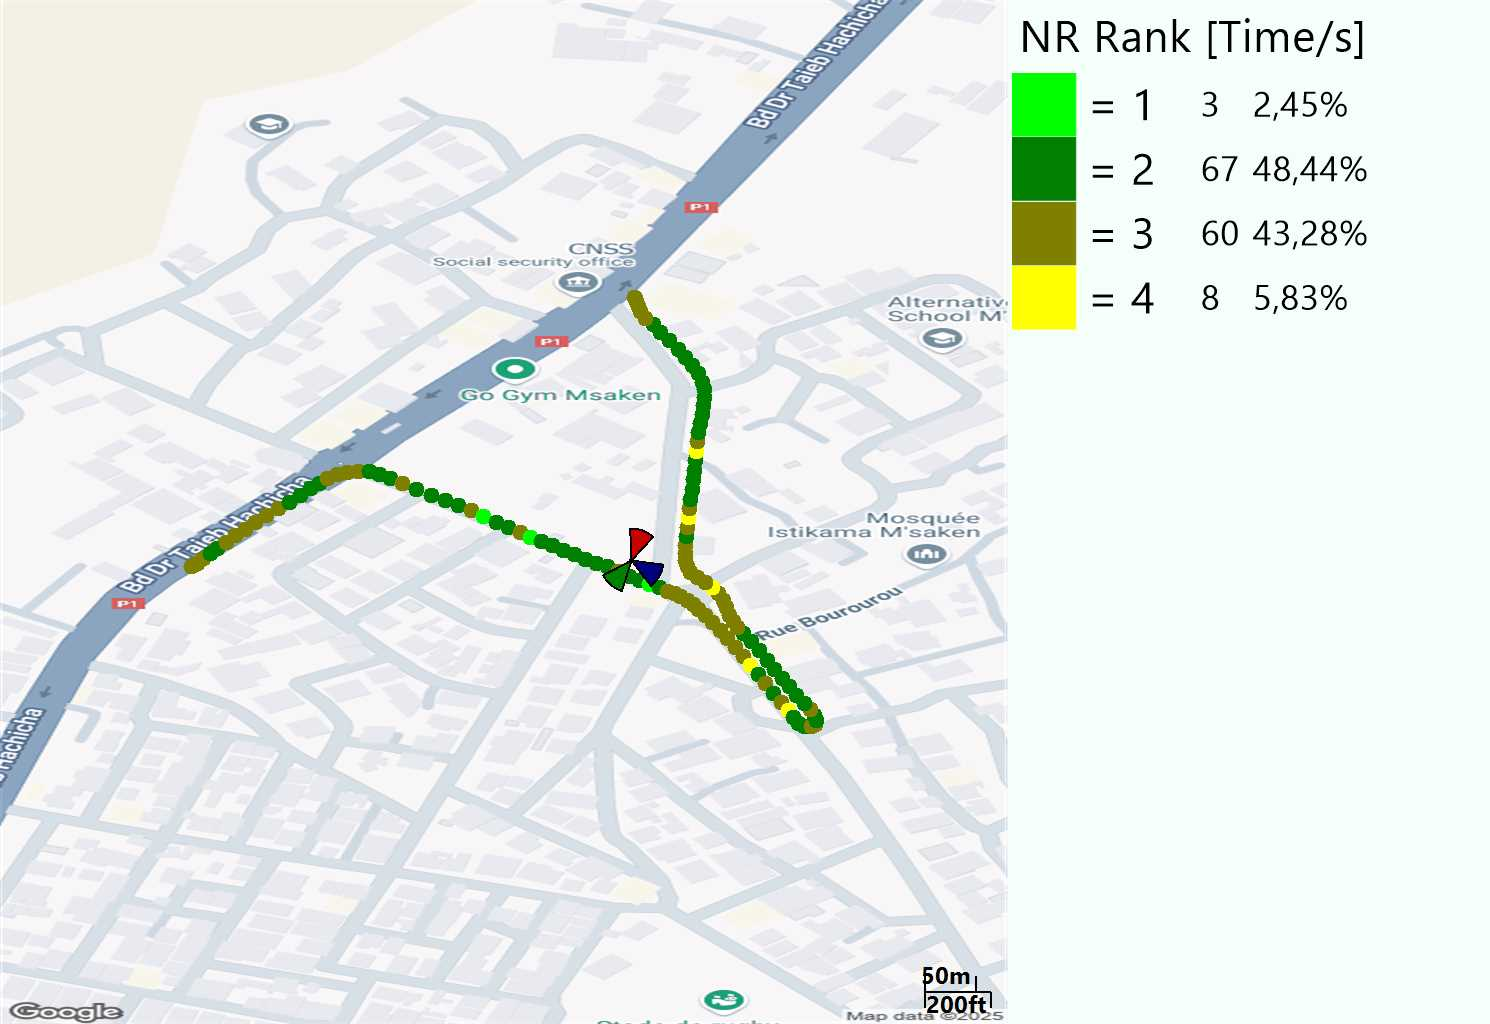 NR Rank [Time/s]
= 1 3 2,45%
= 2 67 48,44%
= 3 60 43,28%
= 4 8 5,83%
Bd Dr Taieb Hachicha
P1
CNSS
Social security office
Alternativ
School M'
P1
Go Gym Msaken
Bd Dr Taieb Hachicha
Mosquée
Istikama M'saken
P1
Rue Bourourou
Hachicha
50m
200ft
Google
Map data ©2025